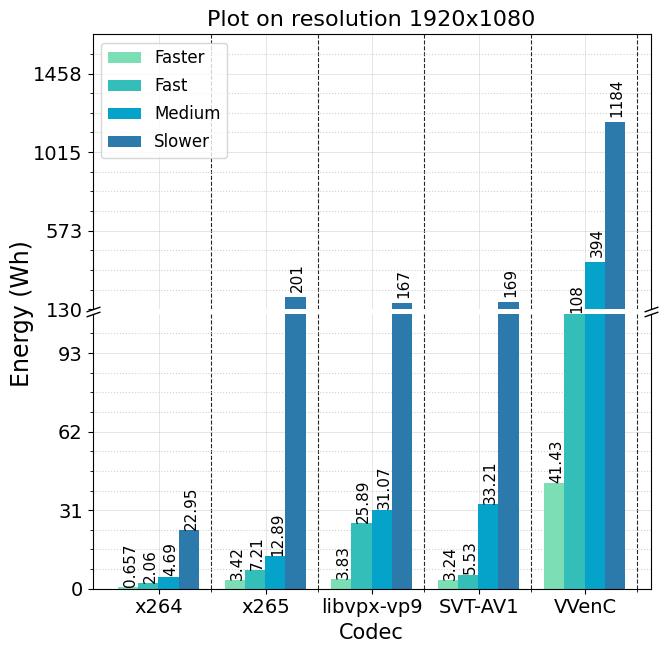 Plot on resolution 1920x1080
Faster
Fast
Medium
Slower
Energy (Wh)
1458
1015
573
130
93
62
31
0
0.657
2.06
4.69
22.95
3.42
7.21
12.89
201
3.83
25.89
31.07
167
3.24
5.53
33.21
169
41.43
108
394
1184
x264
x265
libvpx-vp9
SVT-AV1
VVenC
Codec